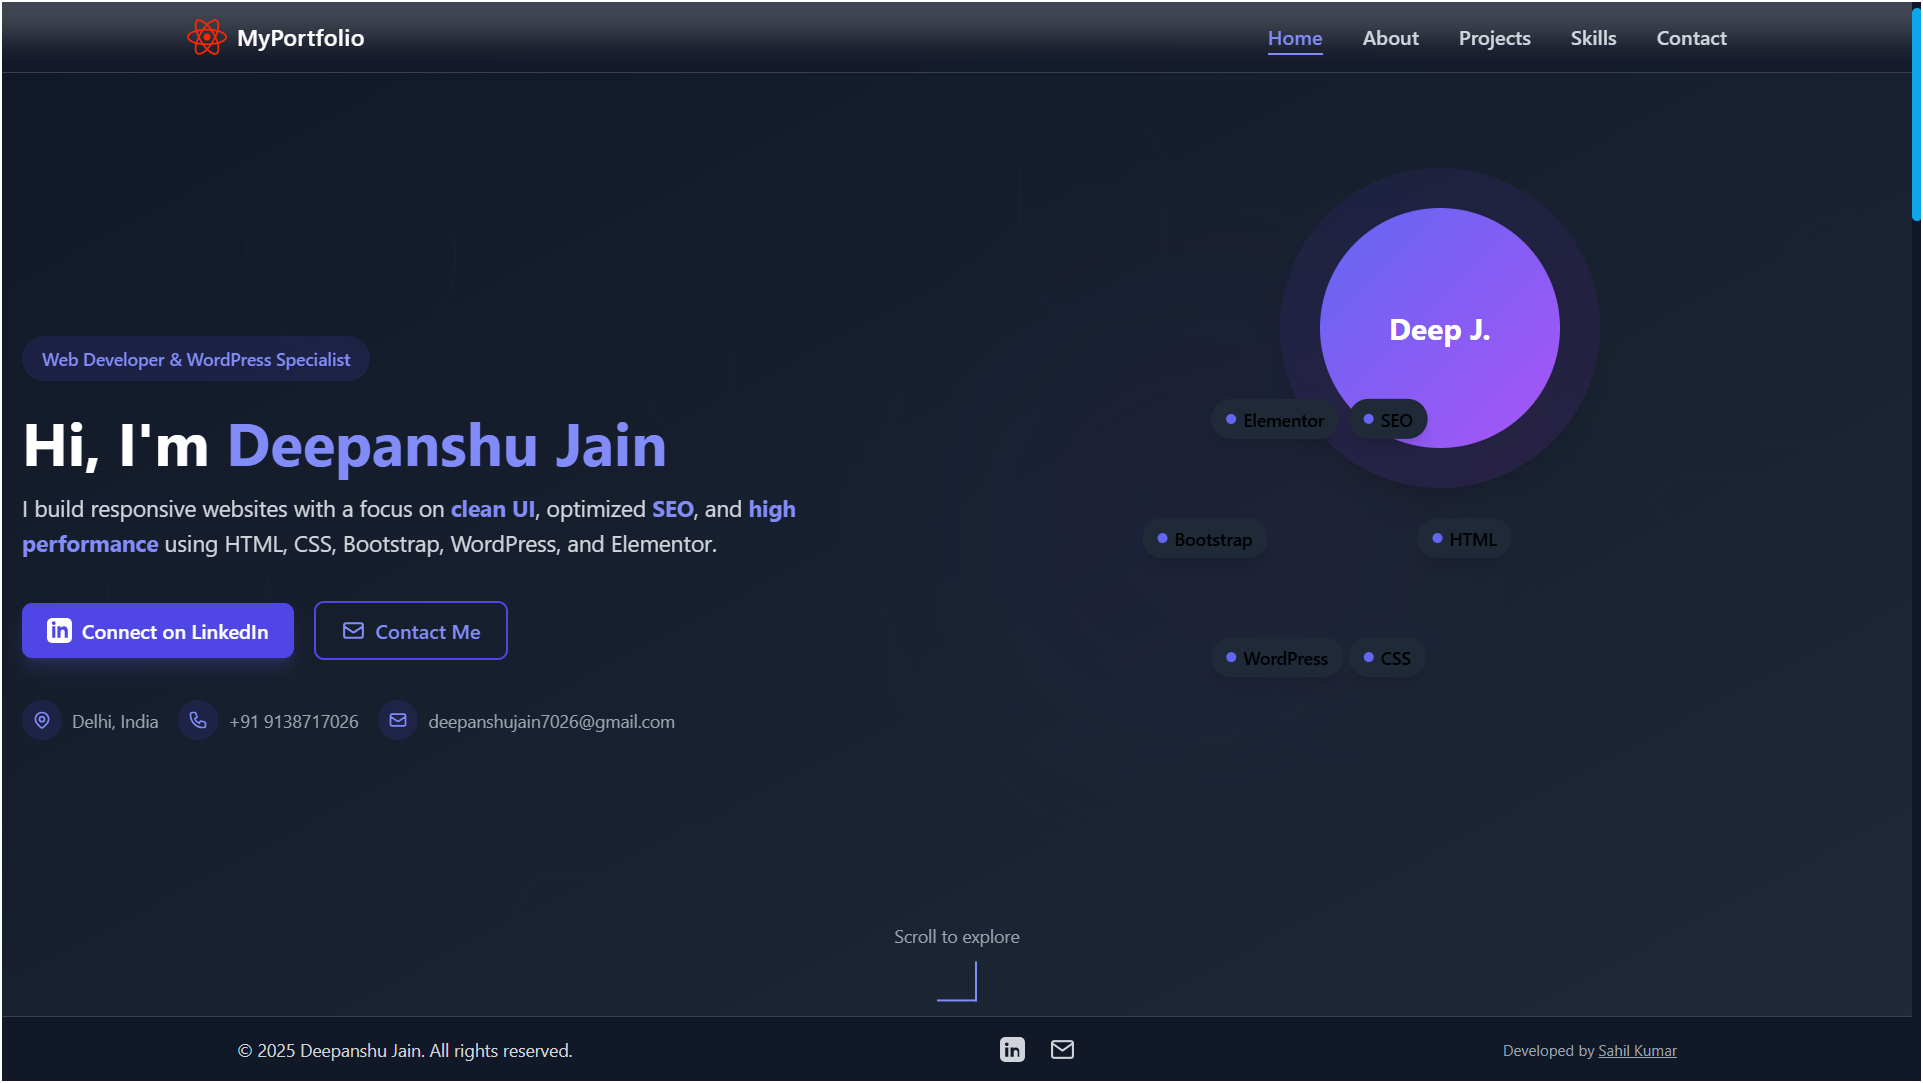 MyPortfolio
Home
About
Projects
Skills
Contact
Web Developer & WordPress Specialist
Hi, I'm Deepanshu Jain
I build responsive websites with a focus on clean UI, optimized SEO, and high
performance using HTML, CSS, Bootstrap, WordPress, and Elementor.
in Connect on LinkedIn
Contact Me
Delhi, India
+91 9138717026
deepanshujain7026@gmail.com
Deep J.
Elementor
SEO
Bootstrap
HTML
WordPress
CSS
Scroll to explore
© 2025 Deepanshu Jain. All rights reserved.
in
Developed by Sahil Kumar